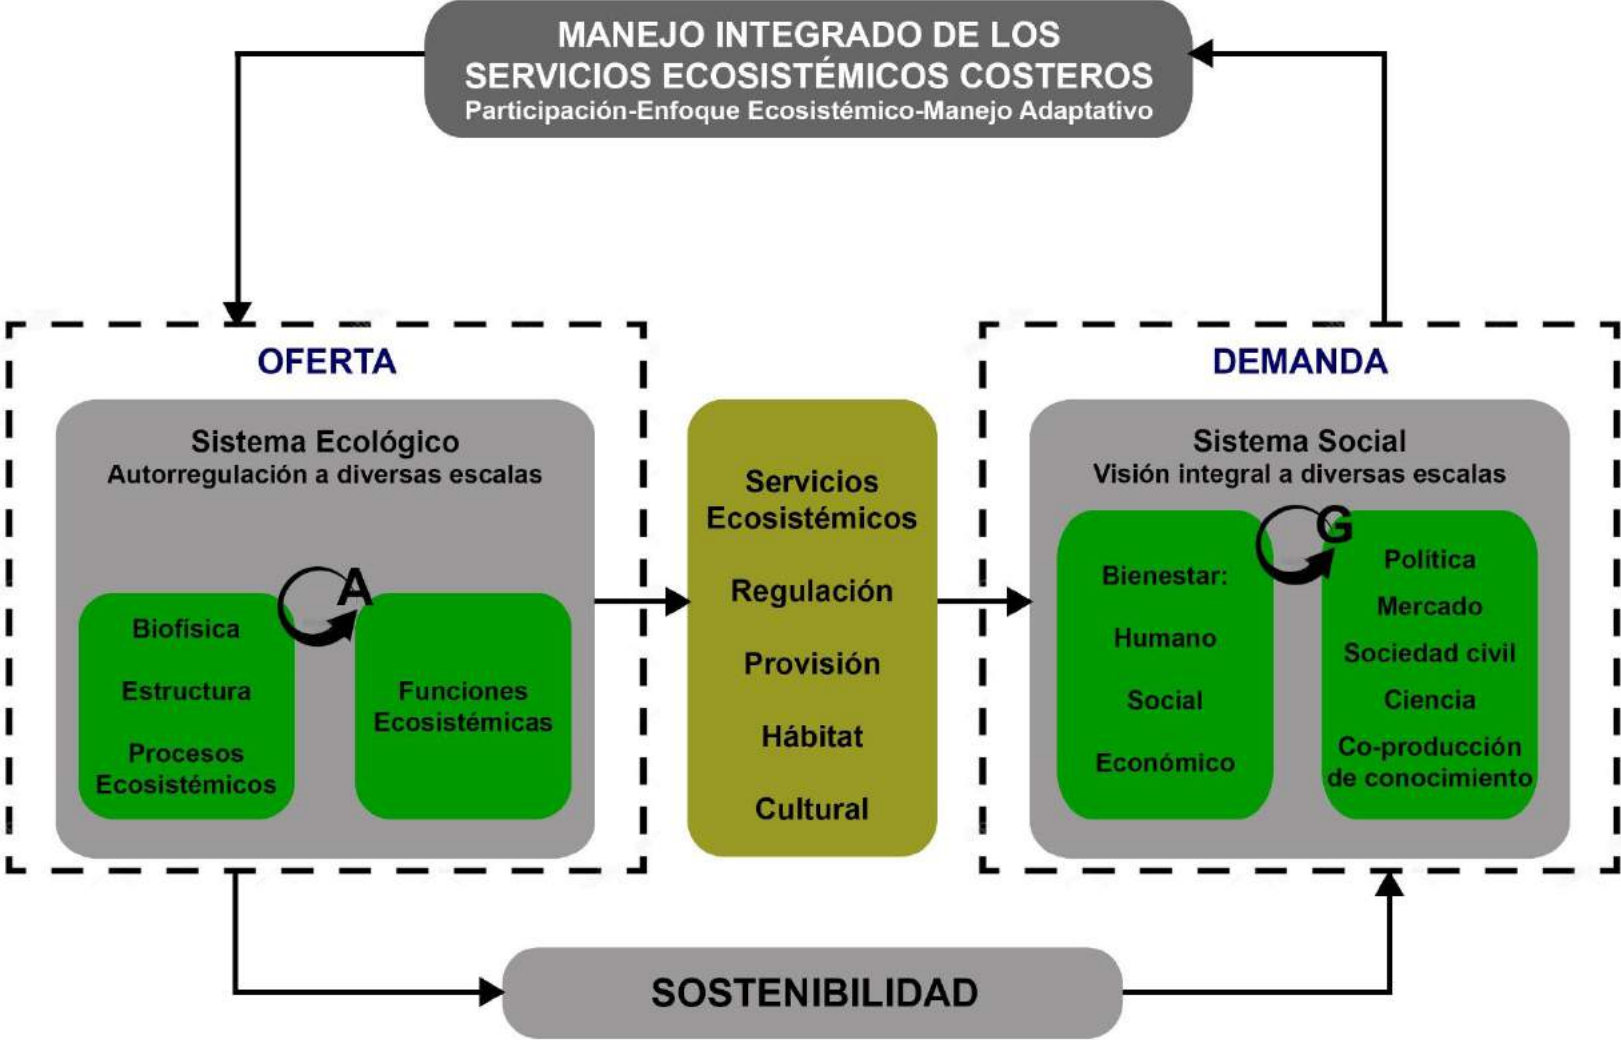 MANEJO INTEGRADO DE LOS
SERVICIOS ECOSISTÉMICOS COSTEROS
Participación-Enfoque Ecosistémico-Manejo Adaptativo
OFERTA
Sistema Ecológico
Autorregulación a diversas escalas
A
Biofísica
Estructura
Procesos
Ecosistémicos
Funciones
Ecosistémicas
Servicios
Ecosistémicos
Regulación
Provisión
Hábitat
Cultural
DEMANDA
Sistema Social
Visión integral a diversas escalas
G
Bienestar:
Humano
Social
Económico
Política
Mercado
Sociedad civil
Ciencia
Co-producción
de conocimiento
SOSTENIBILIDAD